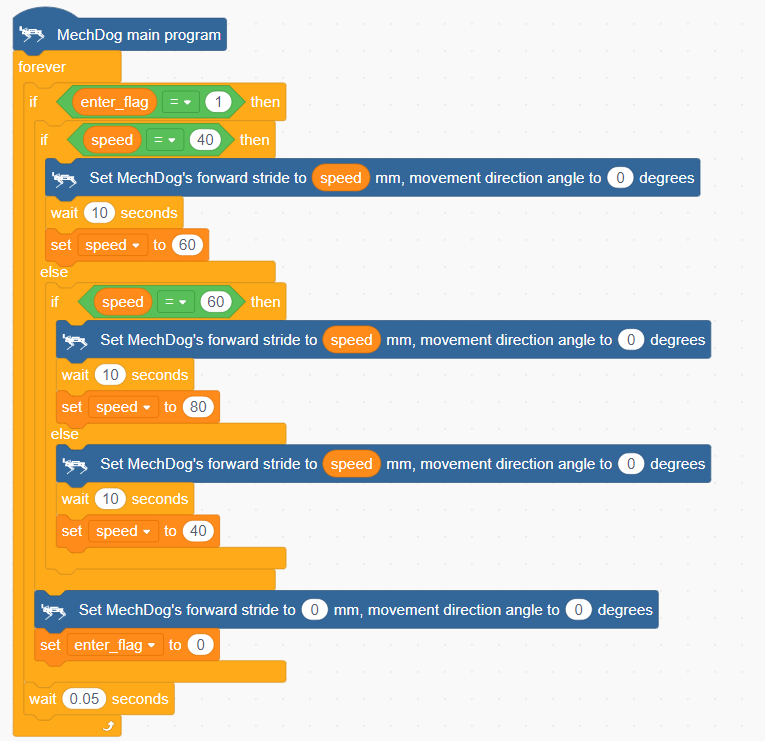 MechDog main program
forever
if enter_flag = 1 then
if speed = 40 then
Set MechDog's forward stride to speed mm, movement direction angle to 0 degrees
wait 10 seconds
set speed to 60
else
if speed = 60 then
Set MechDog's forward stride to speed mm, movement direction angle to 0 degrees
wait 10 seconds
set speed to 80
else
Set MechDog's forward stride to speed mm, movement direction angle to 0 degrees
wait 10 seconds
set speed to 40
Set MechDog's forward stride to 0 mm, movement direction angle to 0 degrees
set enter_flag to 0
wait 0.05 seconds